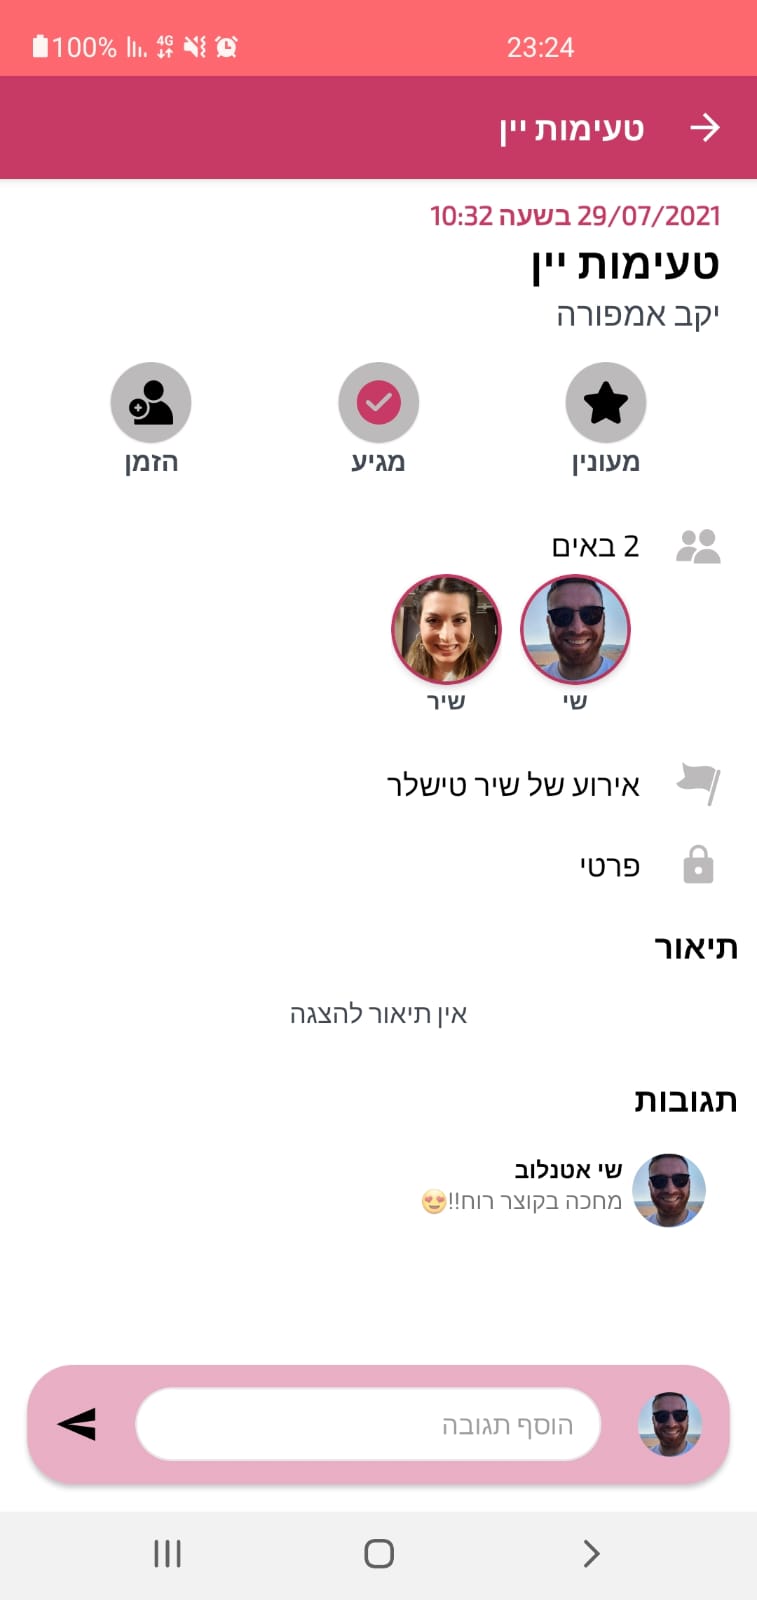 100% 4G 23:24
טעימות יין
29/07/2021 בשעה 10:32
טעימות יין
יקב אמפורה
מעונין
מגיע
הזמן
2 באים
שי
שיר
אירוע של שיר טישלר
פרטי
תיאור
אין תיאור להצגה
תגובות
שי אטנלוב
מחכה בקוצר רוח!!😍
הוסף תגובה